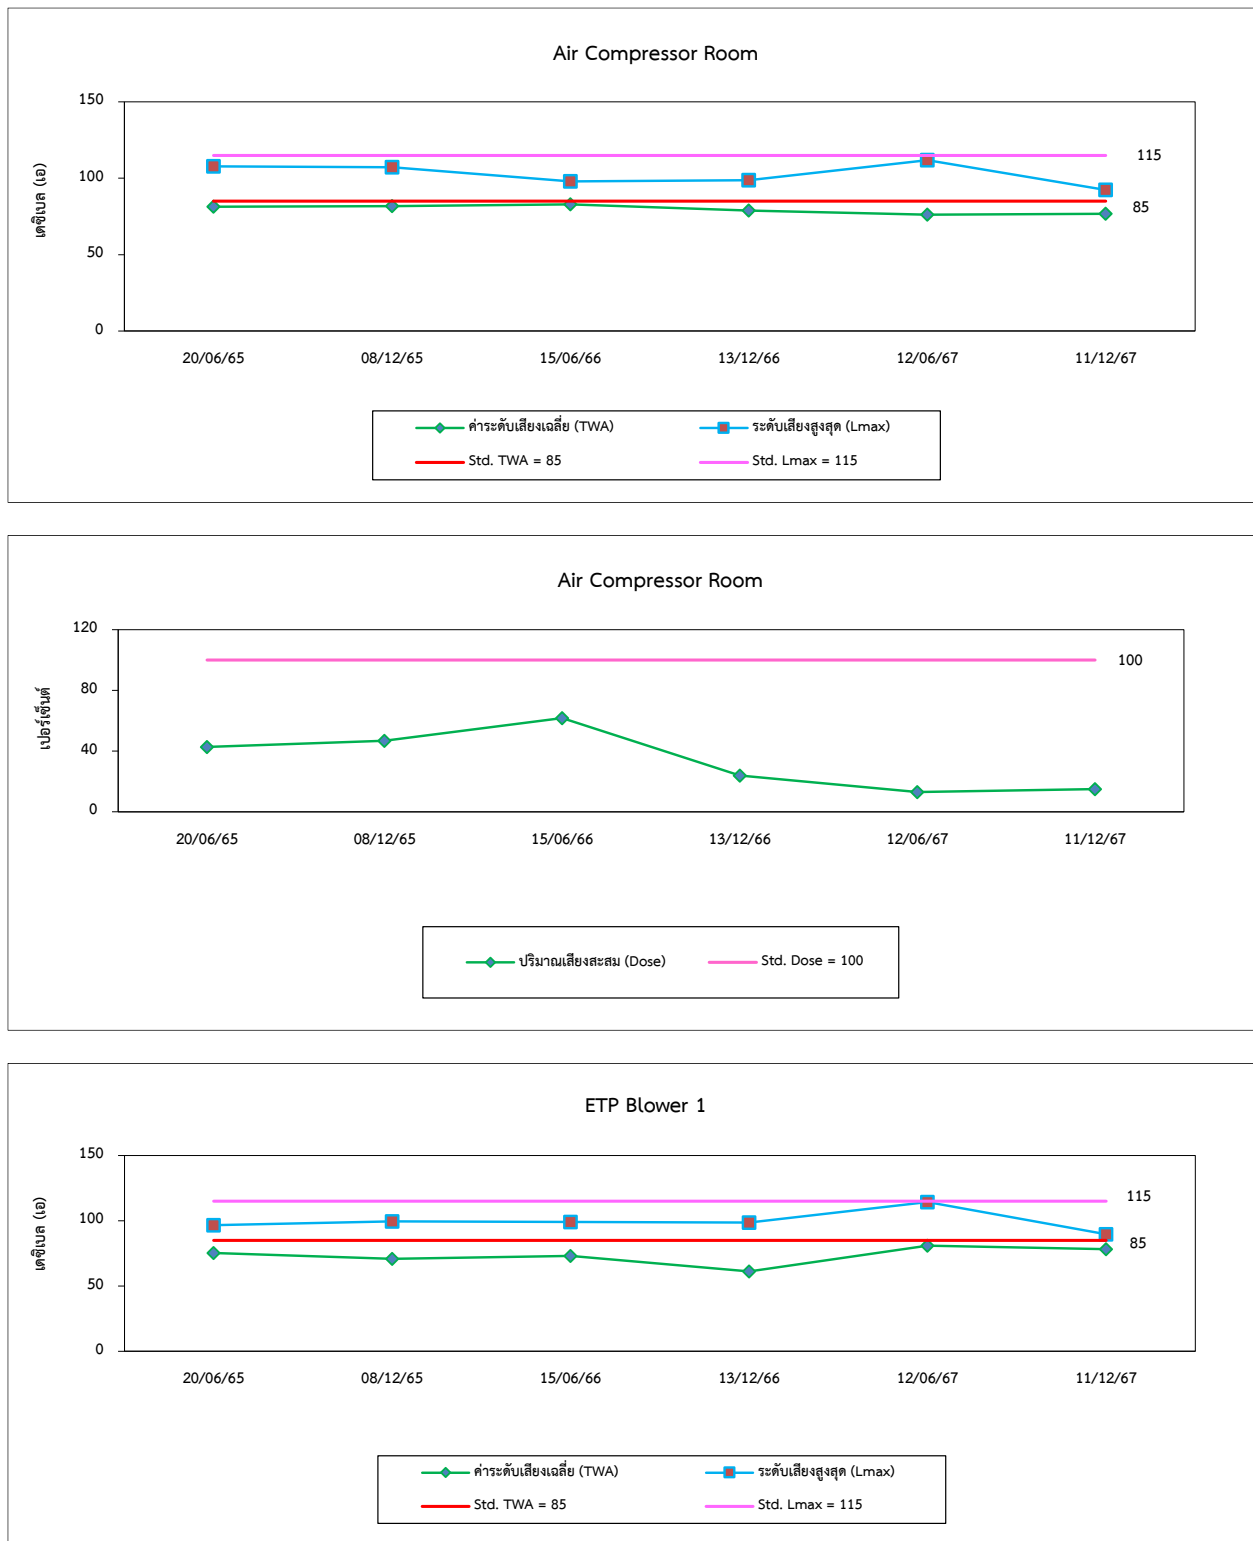 Air Compressor Room
เดซิเบล (เอ)
150
100
50
0
115
85
20/06/65 08/12/65 15/06/66 13/12/66 12/06/67 11/12/67
ค่าระดับเสียงเฉลี่ย (TWA) ระดับเสียงสูงสุด (Lmax)
Std. TWA = 85 Std. Lmax = 115
Air Compressor Room
เปอร์เซ็นต์
120
80
40
0
100
20/06/65 08/12/65 15/06/66 13/12/66 12/06/67 11/12/67
ปริมาณเสียงสะสม (Dose) Std. Dose = 100
ETP Blower 1
เดซิเบล (เอ)
150
100
50
0
115
85
20/06/65 08/12/65 15/06/66 13/12/66 12/06/67 11/12/67
ค่าระดับเสียงเฉลี่ย (TWA) ระดับเสียงสูงสุด (Lmax)
Std. TWA = 85 Std. Lmax = 115